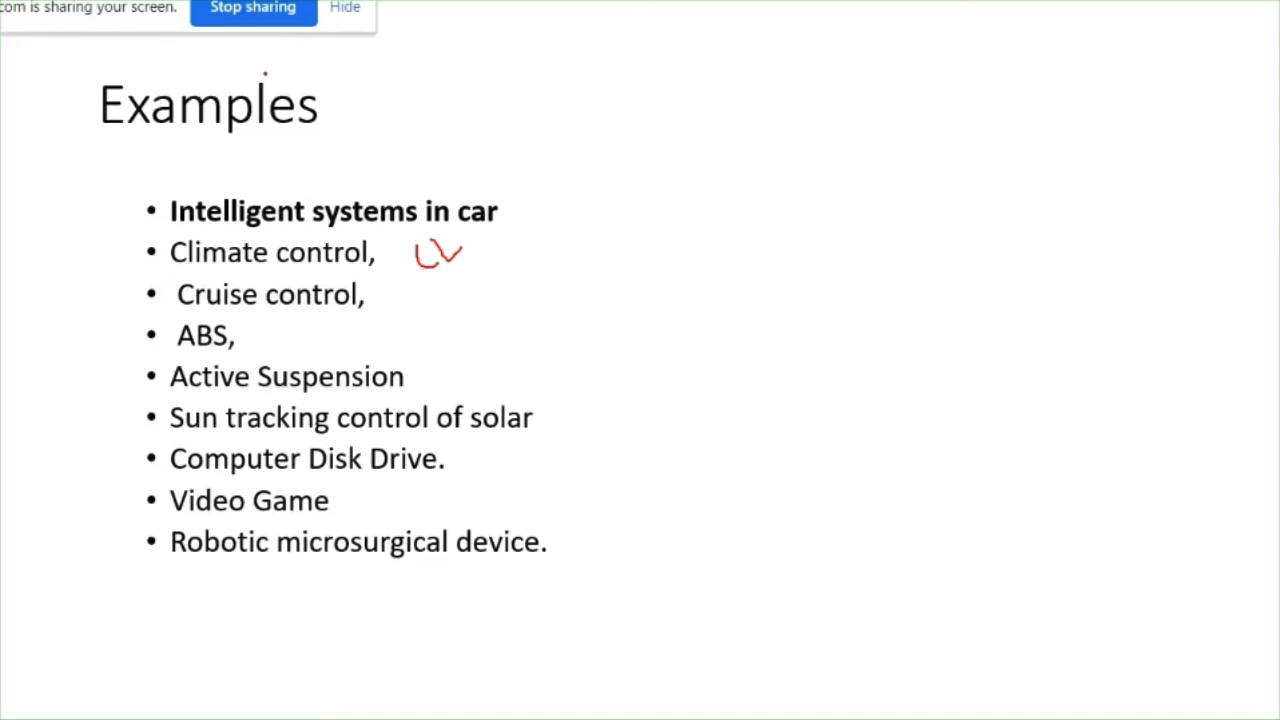 com is sharing your screen. Stop sharing Hide
Examples
• Intelligent systems in car
• Climate control,
• Cruise control,
• ABS,
• Active Suspension
• Sun tracking control of solar
• Computer Disk Drive.
• Video Game
• Robotic microsurgical device.